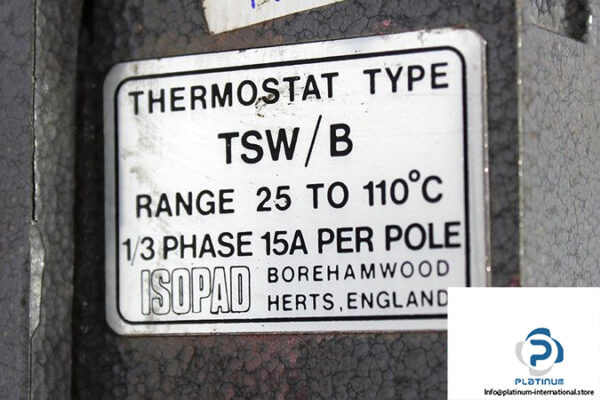 THERMOSTAT TYPE
TSW/B
RANGE 25 TO 110°C
1/3 PHASE 15A PER POLE
ISOPAD
BOREHAMWOOD
HERTS, ENGLAND
PLATINUM
Info@platinum-international.store